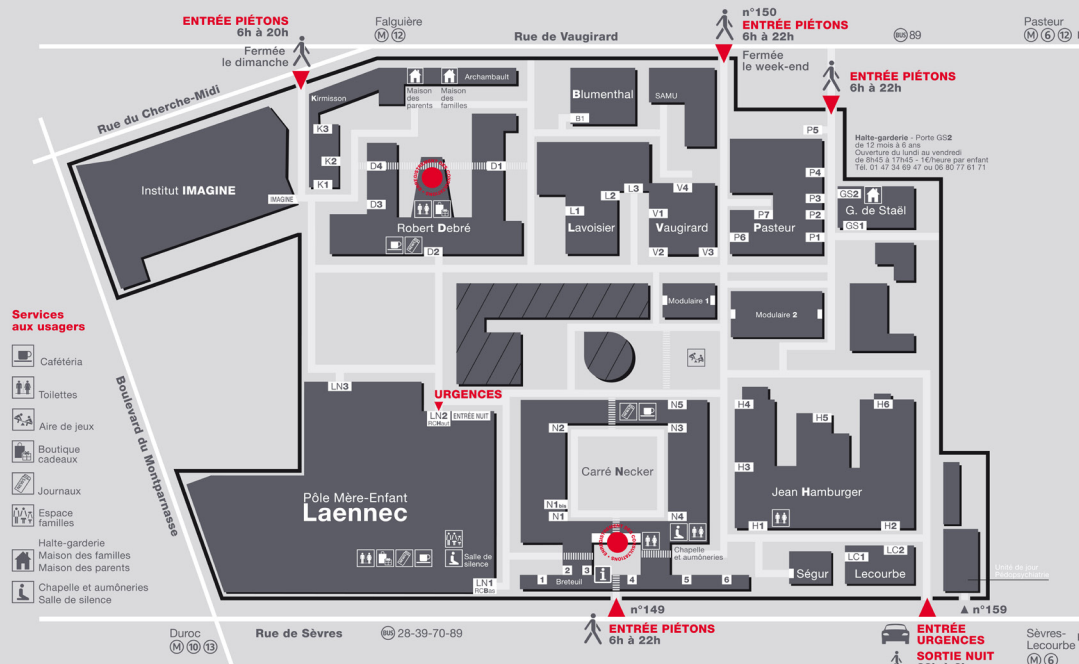 ENTRÉE PIÉTONS
6h à 20h
Fermée
le dimanche
Falguière
M 12
Rue de Vaugirard
n°150
ENTRÉE PIÉTONS
6h à 22h
Fermée
le week-end
BUS 89
Pasteur
M 6 12
ENTRÉE PIÉTONS
6h à 22h
Rue du Cherche-Midi
Kirmisson
Maison
des
parents
Maison
des
familles
Archambault
Blumenthal
B1
SAMU
K3
K2
K1
D4
D1
D3
Robert Debré
D2
Institut IMAGINE
IMAGINE
L3
L2
L1
Lavoisier
V4
V1
Vaugirard
V2
V3
P5
P4
P3
P2
P1
P7
P6
Pasteur
Halte-garderie - Porte GS2
de 12 mois à 6 ans
Ouverture du lundi au vendredi
de 8h45 à 17h45 - 1€/heure par enfant
Tél. 01 47 34 69 47 ou 06 80 77 61 71
GS2
G. de Staël
GS1
Modulaire 1
Modulaire 2
Services
aux usagers
Cafétéria
Toilettes
Aire de jeux
Boutique
cadeaux
Journaux
Espace
familles
Halte-garderie
Maison des familles
Maison des parents
Chapelle et aumôneries
Salle de silence
Boulevard du Montparnasse
LN3
URGENCES
LN2
RCHaut
ENTRÉE NUIT
Pôle Mère-Enfant
Laennec
Salle de
silence
LN1
RCBas
N5
N2
N3
Carré Necker
N1 bis
N1
N4
Chapelle
et aumôneries
1
2
3
Breteuil
4
5
6
H4
H5
H6
H3
Jean Hamburger
H1
H2
Ségur
LC1
LC2
Lecourbe
Unité de jour
Pédopsychiatrie
n°149
ENTRÉE PIÉTONS
6h à 22h
n°159
ENTRÉE
URGENCES
SORTIE NUIT
Duroc
M 10 13
Rue de Sèvres
BUS 28-39-70-89
Sèvres-
Lecourbe
M 6